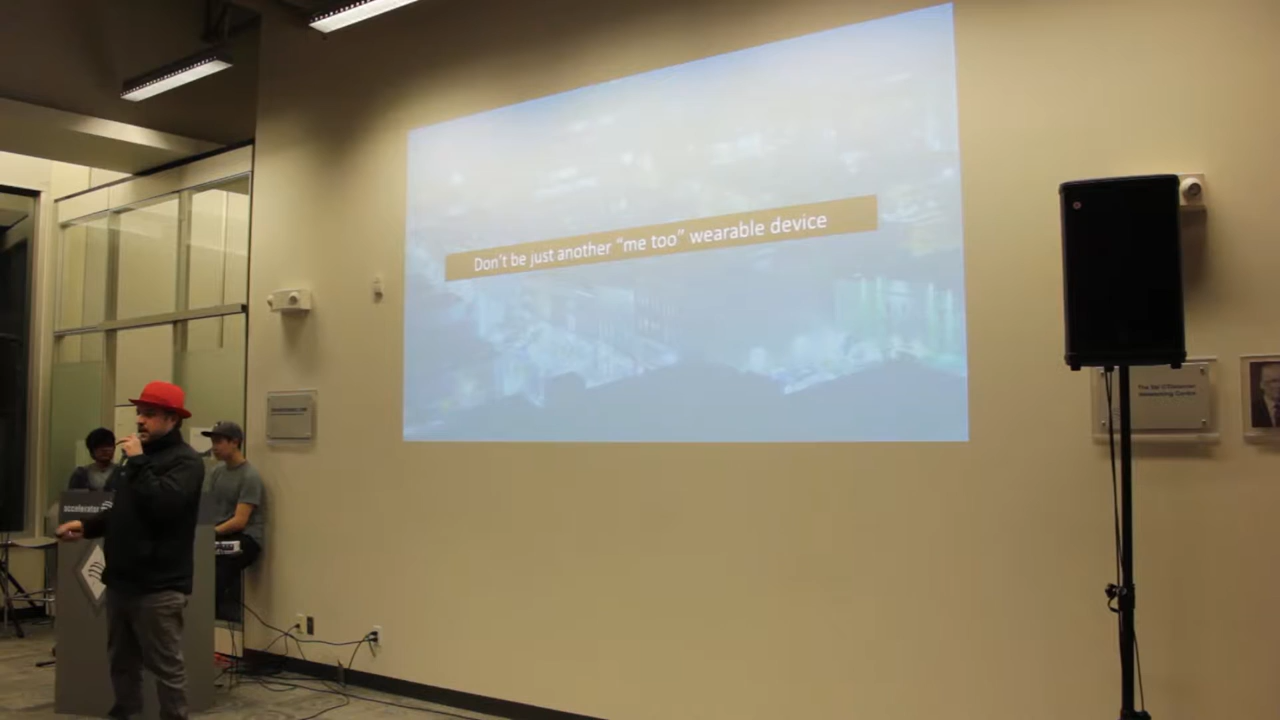 Don't be just another “me too” wearable device
accelerator